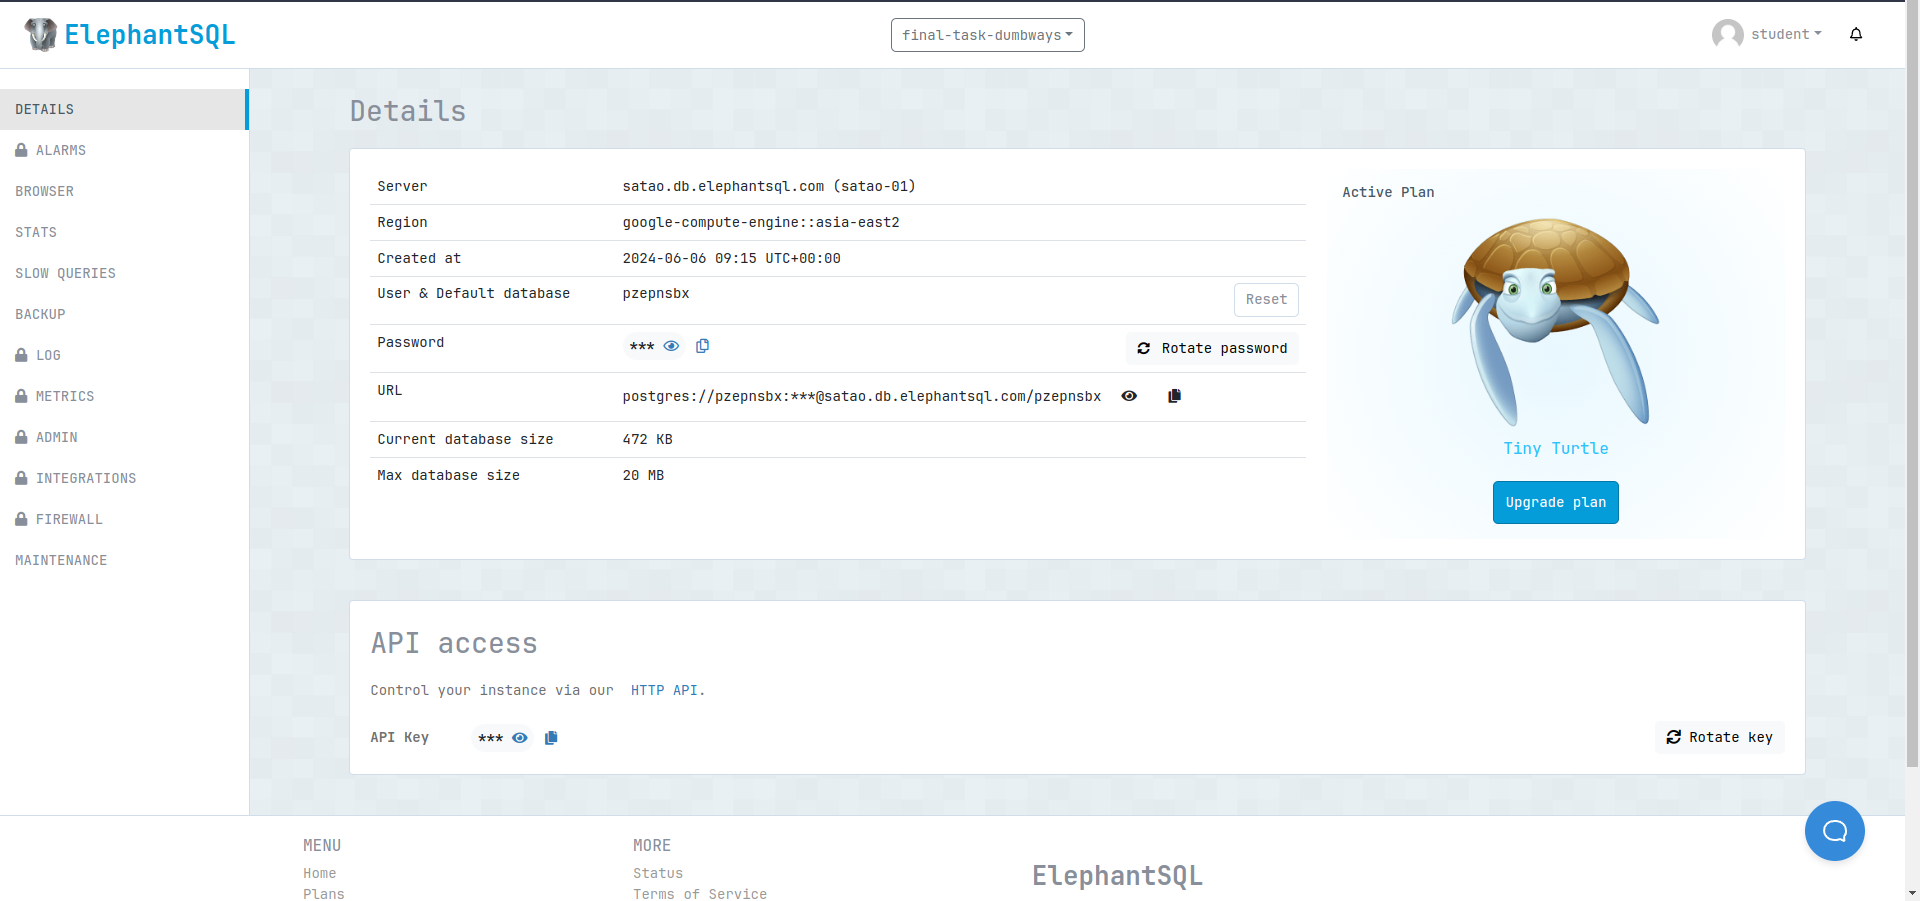 ElephantSQL
final-task-dumbways
student
DETAILS
ALARMS
BROWSER
STATS
SLOW QUERIES
BACKUP
LOG
METRICS
ADMIN
INTEGRATIONS
FIREWALL
MAINTENANCE
Details
Server satao.db.elephantsql.com (satao-01)
Region google-compute-engine::asia-east2
Created at 2024-06-06 09:15 UTC+00:00
User & Default database pzepnsbx Reset
Password *** Rotate password
URL postgres://pzepnsbx:***@satao.db.elephantsql.com/pzepnsbx
Current database size 472 KB
Max database size 20 MB
Active Plan
Tiny Turtle
Upgrade plan
API access
Control your instance via our HTTP API.
API Key *** Rotate key
MENU
Home
Plans
MORE
Status
Terms of Service
ElephantSQL